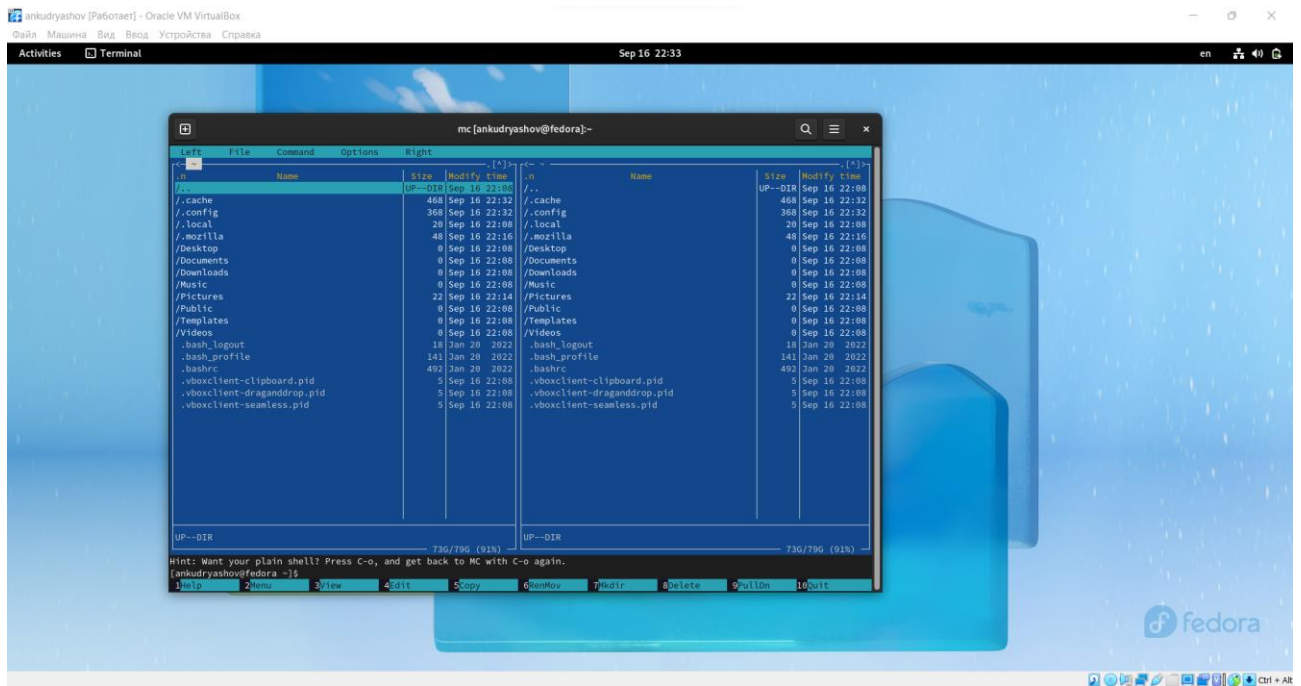 ankudryashov [Работает] - Oracle VM VirtualBox
Файл Машина Вид Ввод Устройства Справка
Activities Terminal Sep 16 22:33 en
mc [ankudryashov@fedora]:~
Left File Command Options Right
<- ~ .[^]> <- ~ .[^]>
.n Name Size Modify time .n Name Size Modify time
/.. UP--DIR Sep 16 22:08 /.. UP--DIR Sep 16 22:08
/.cache 468 Sep 16 22:32 /.cache 468 Sep 16 22:32
/.config 368 Sep 16 22:32 /.config 368 Sep 16 22:32
/.local 20 Sep 16 22:08 /.local 20 Sep 16 22:08
/.mozilla 48 Sep 16 22:16 /.mozilla 48 Sep 16 22:16
/Desktop 0 Sep 16 22:08 /Desktop 0 Sep 16 22:08
/Documents 0 Sep 16 22:08 /Documents 0 Sep 16 22:08
/Downloads 0 Sep 16 22:08 /Downloads 0 Sep 16 22:08
/Music 0 Sep 16 22:08 /Music 0 Sep 16 22:08
/Pictures 22 Sep 16 22:14 /Pictures 22 Sep 16 22:14
/Public 0 Sep 16 22:08 /Public 0 Sep 16 22:08
/Templates 0 Sep 16 22:08 /Templates 0 Sep 16 22:08
/Videos 0 Sep 16 22:08 /Videos 0 Sep 16 22:08
.bash_logout 18 Jan 20 2022 .bash_logout 18 Jan 20 2022
.bash_profile 141 Jan 20 2022 .bash_profile 141 Jan 20 2022
.bashrc 492 Jan 20 2022 .bashrc 492 Jan 20 2022
.vboxclient-clipboard.pid 5 Sep 16 22:08 .vboxclient-clipboard.pid 5 Sep 16 22:08
.vboxclient-draganddrop.pid 5 Sep 16 22:08 .vboxclient-draganddrop.pid 5 Sep 16 22:08
.vboxclient-seamless.pid 5 Sep 16 22:08 .vboxclient-seamless.pid 5 Sep 16 22:08
UP--DIR UP--DIR
73G/79G (91%) 73G/79G (91%)
Hint: Want your plain shell? Press C-o, and get back to MC with C-o again.
[ankudryashov@fedora ~]$
1Help 2Menu 3View 4Edit 5Copy 6RenMov 7Mkdir 8Delete 9PullDn 10Quit
fedora
Ctrl + Alt